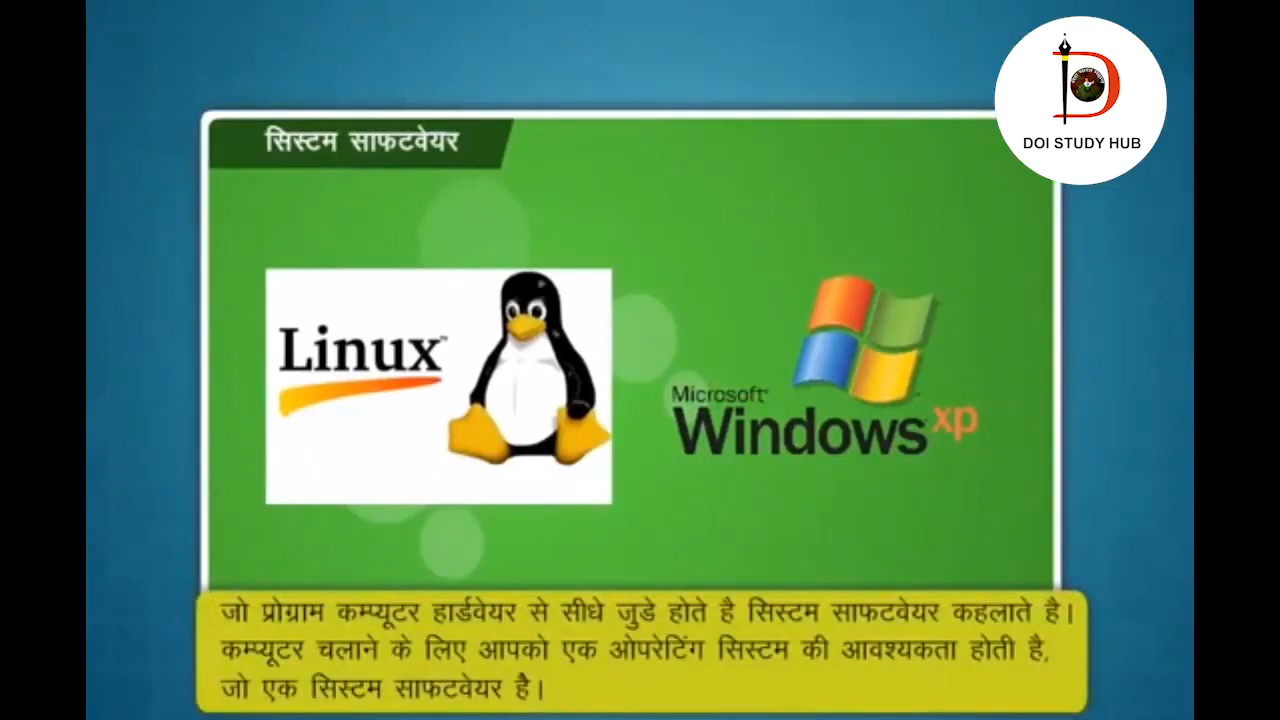 DOI STUDY HUB
सिस्टम साफटवेयर
Linux™
Microsoft®
Windows xp
जो प्रोग्राम कम्प्यूटर हार्डवेयर से सीधे जुडे होते है सिस्टम साफटवेयर कहलाते है।
कम्प्यूटर चलाने के लिए आपको एक ओपरेटिंग सिस्टम की आवश्यकता होती है,
जो एक सिस्टम साफटवेयर है।